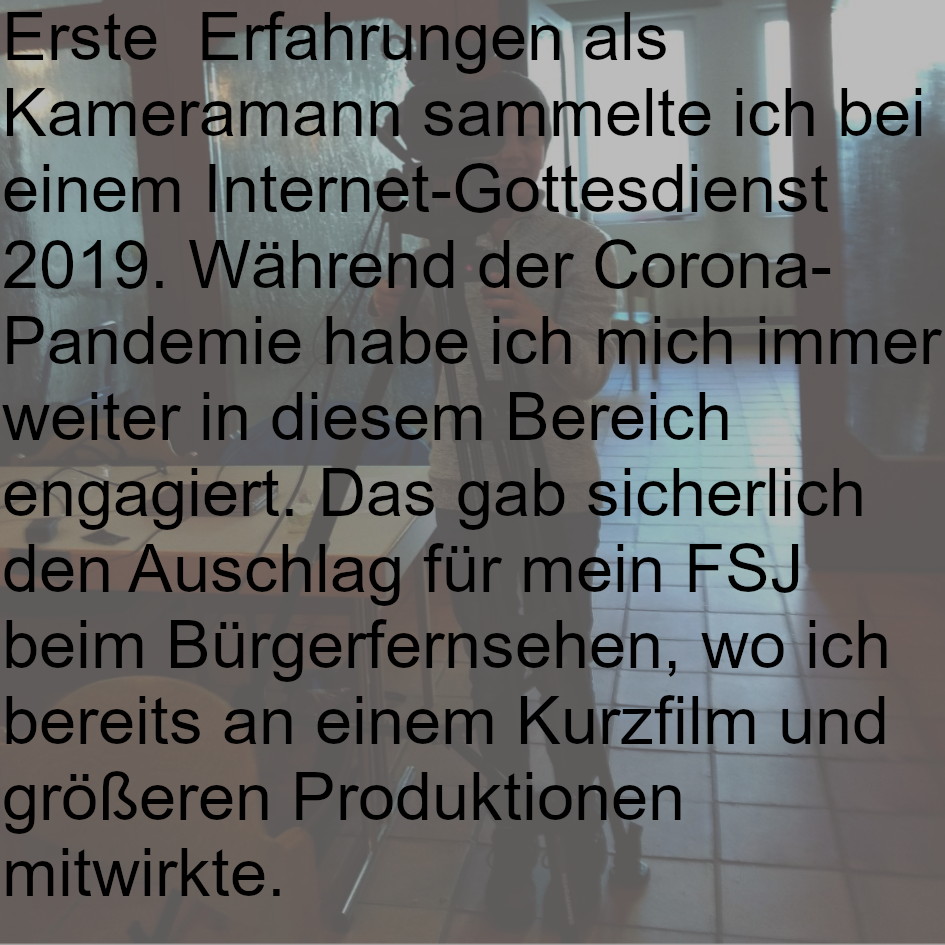 Erste  Erfahrungen als
Kameramann sammelte ich bei
einem Internet-Gottesdienst
2019. Während der Corona-
Pandemie habe ich mich immer
weiter in diesem Bereich
engagiert. Das gab sicherlich
den Auschlag für mein FSJ
beim Bürgerfernsehen, wo ich
bereits an einem Kurzfilm und
größeren Produktionen
mitwirkte.